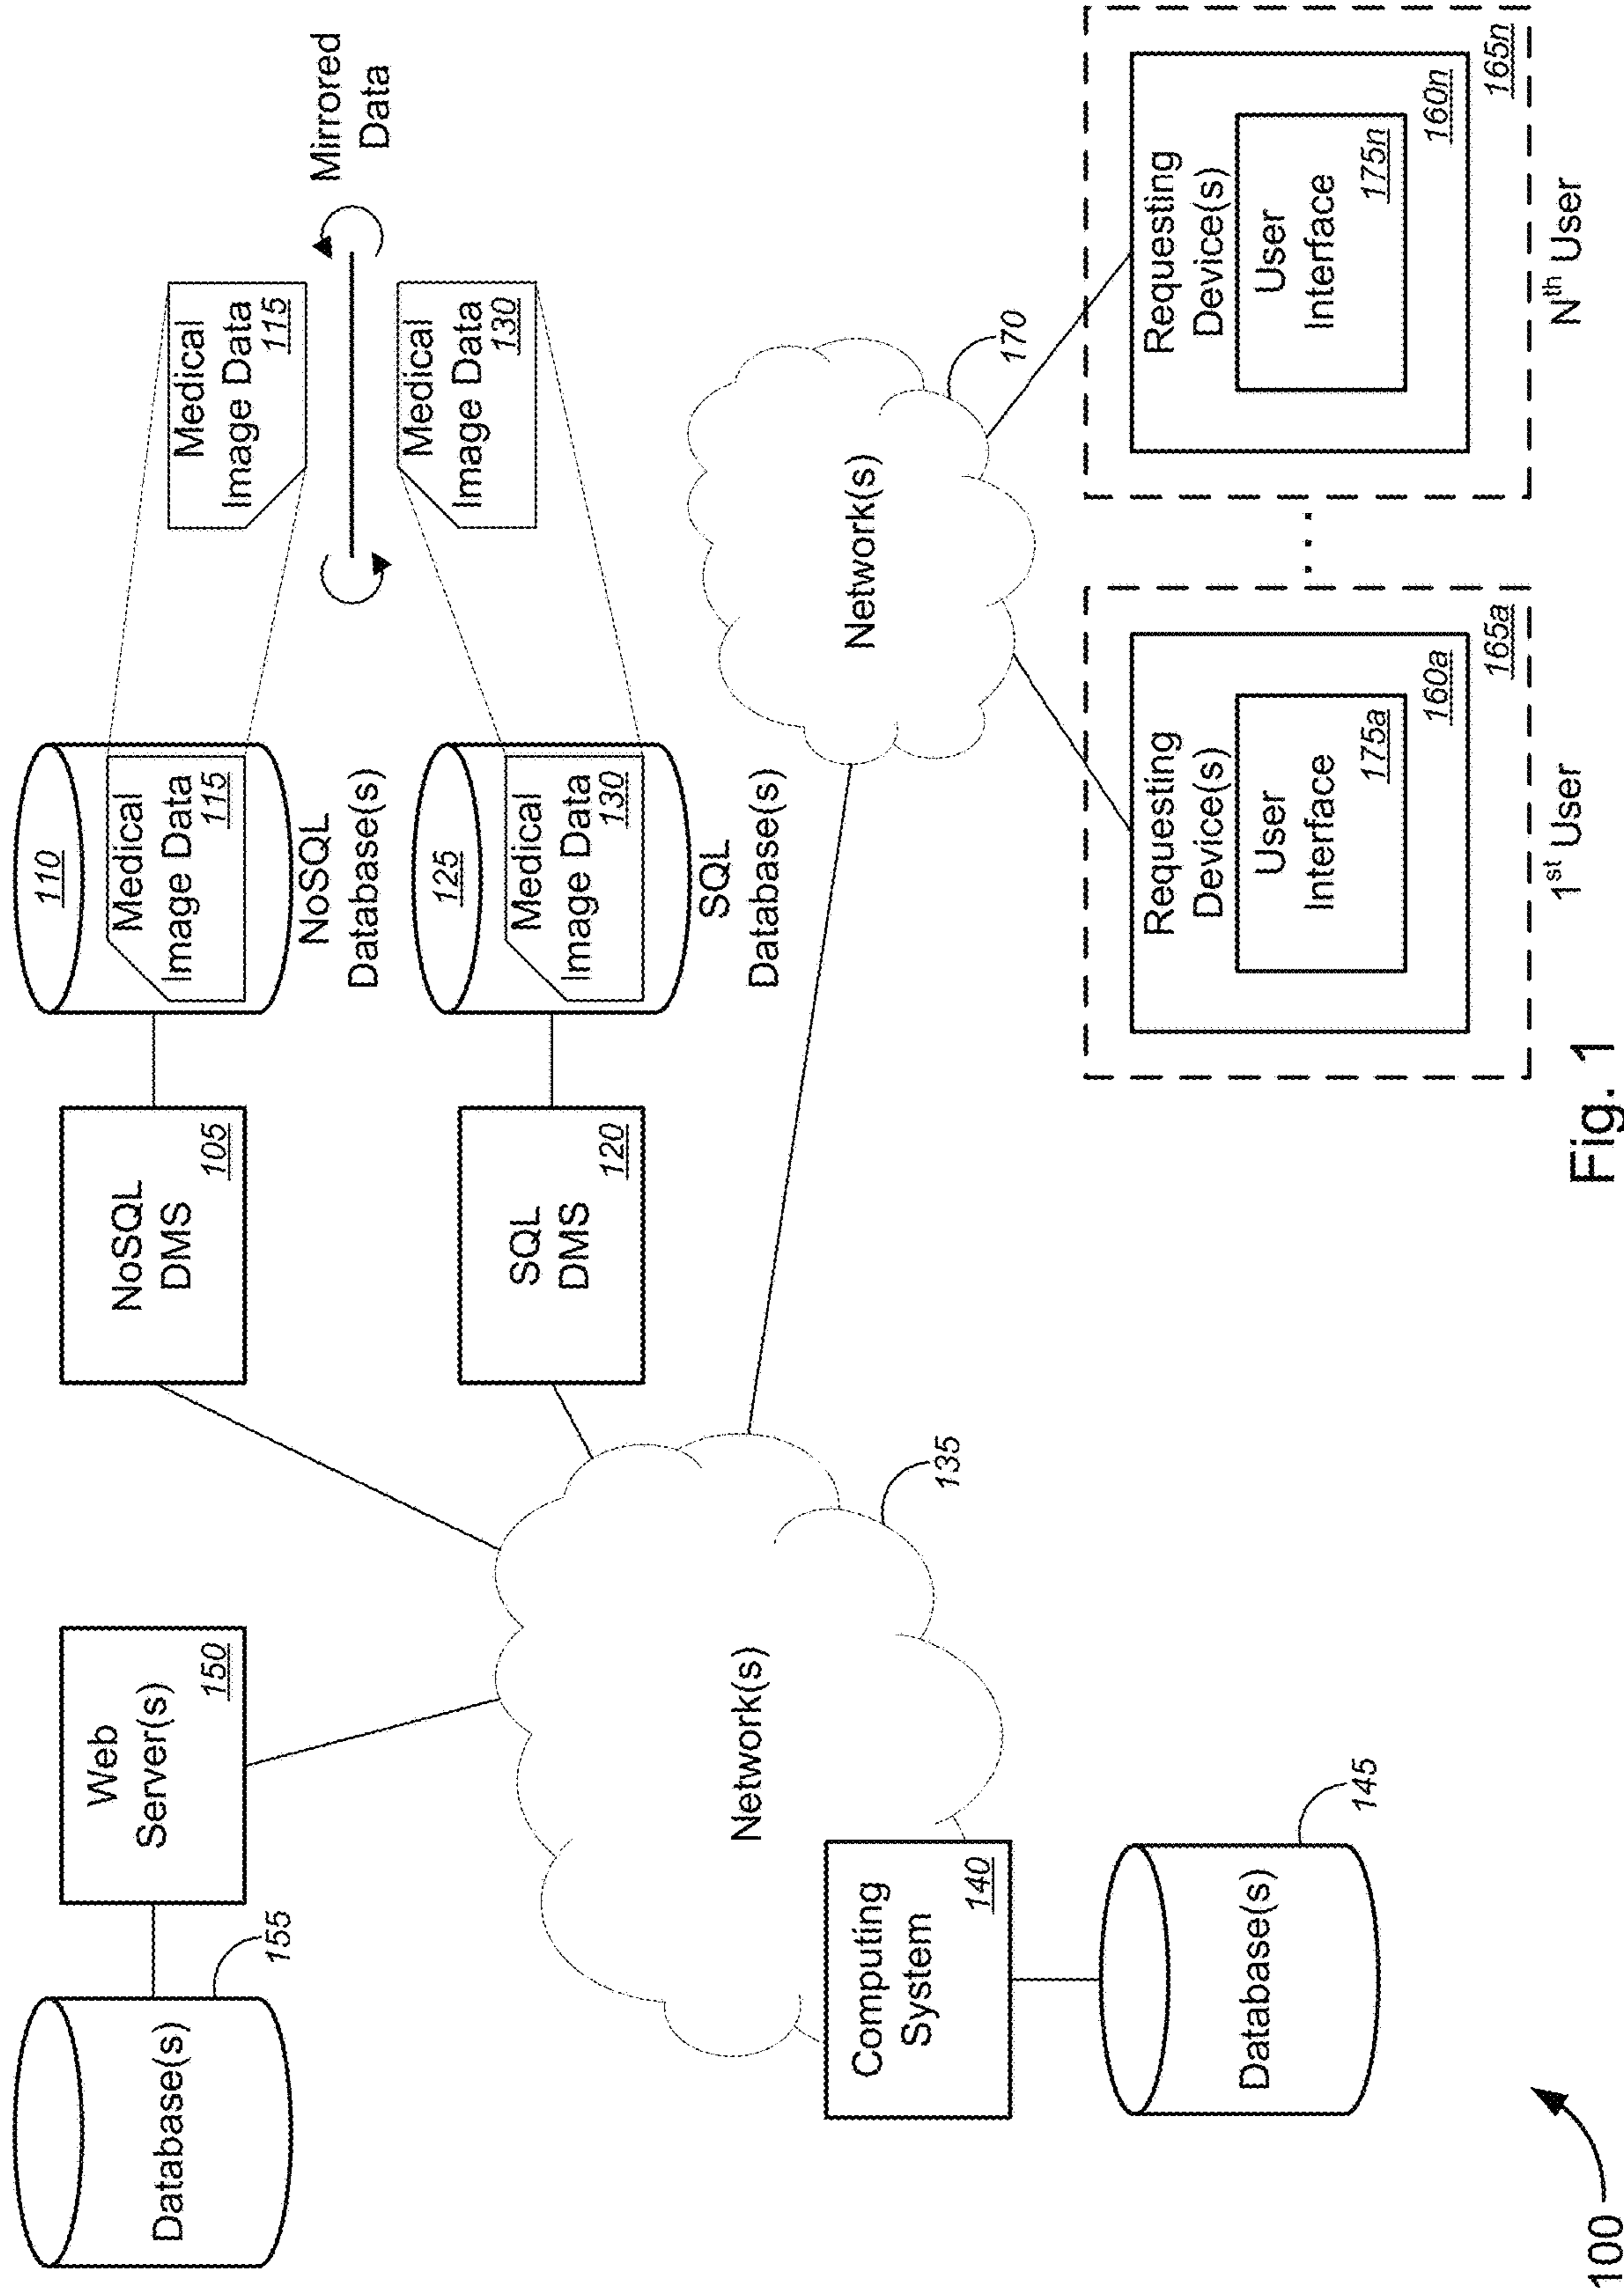 Database(s)
155
Web
Server(s)
150
NoSQL
DMS
105
110
Medical
Image Data
115
NoSQL
Database(s)
Medical
Image Data
115
Mirrored
Data
SQL
DMS
120
125
Medical
Image Data
130
SQL
Database(s)
Medical
Image Data
130
Network(s)
135
Computing
System
140
Database(s)
145
Network(s)
170
Requesting
Device(s)
User
Interface
175a
160a
165a
1st User
. . .
Requesting
Device(s)
User
Interface
175n
160n
165n
Nth User
100
Fig. 1